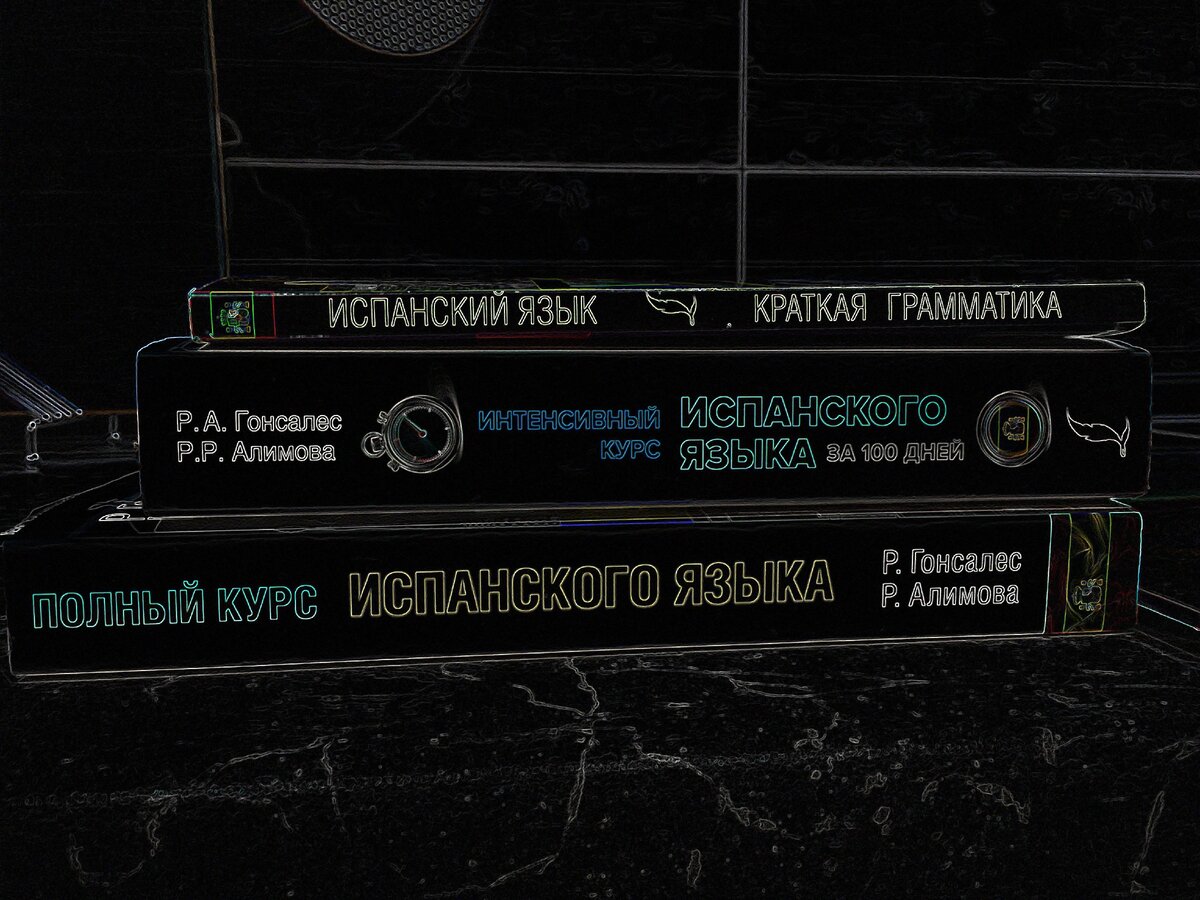 ИСПАНСКИЙ ЯЗЫК КРАТКАЯ ГРАММАТИКА
Р.А. Гонсалес
Р.Р. Алимова
ИНТЕНСИВНЫЙ
КУРС
ИСПАНСКОГО
ЯЗЫКА ЗА 100 ДНЕЙ
ПОЛНЫЙ КУРС ИСПАНСКОГО ЯЗЫКА
Р. Гонсалес
Р. Алимова